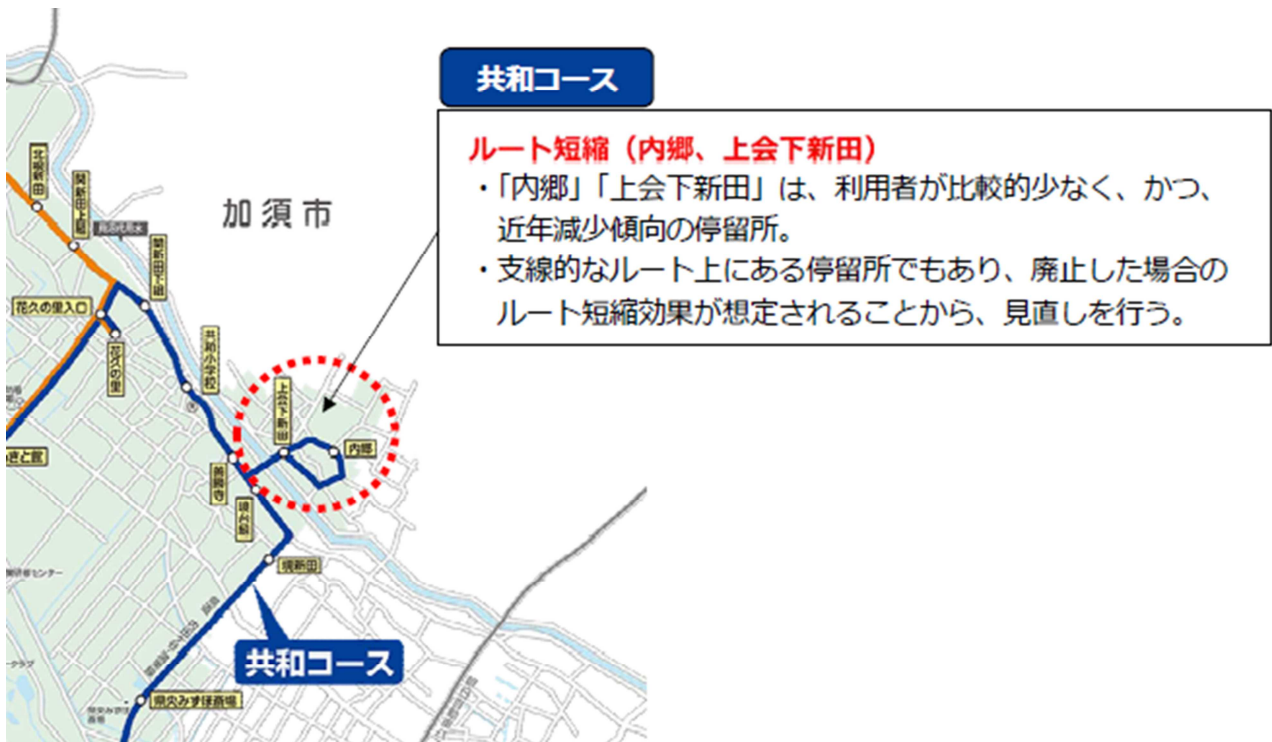 共和コース
ルート短縮（内郷、上会下新田）
・「内郷」「上会下新田」は、利用者が比較的少なく、かつ、
近年減少傾向の停留所。
・支線的なルート上にある停留所でもあり、廃止した場合の
ルート短縮効果が想定されることから、見直しを行う。
加須市
北根新田
関新田上組
関新田下組
花久の里入口
花久の里
共和小学校
上会下新田
内郷
境新田
共和コース
県央みずほ斎場